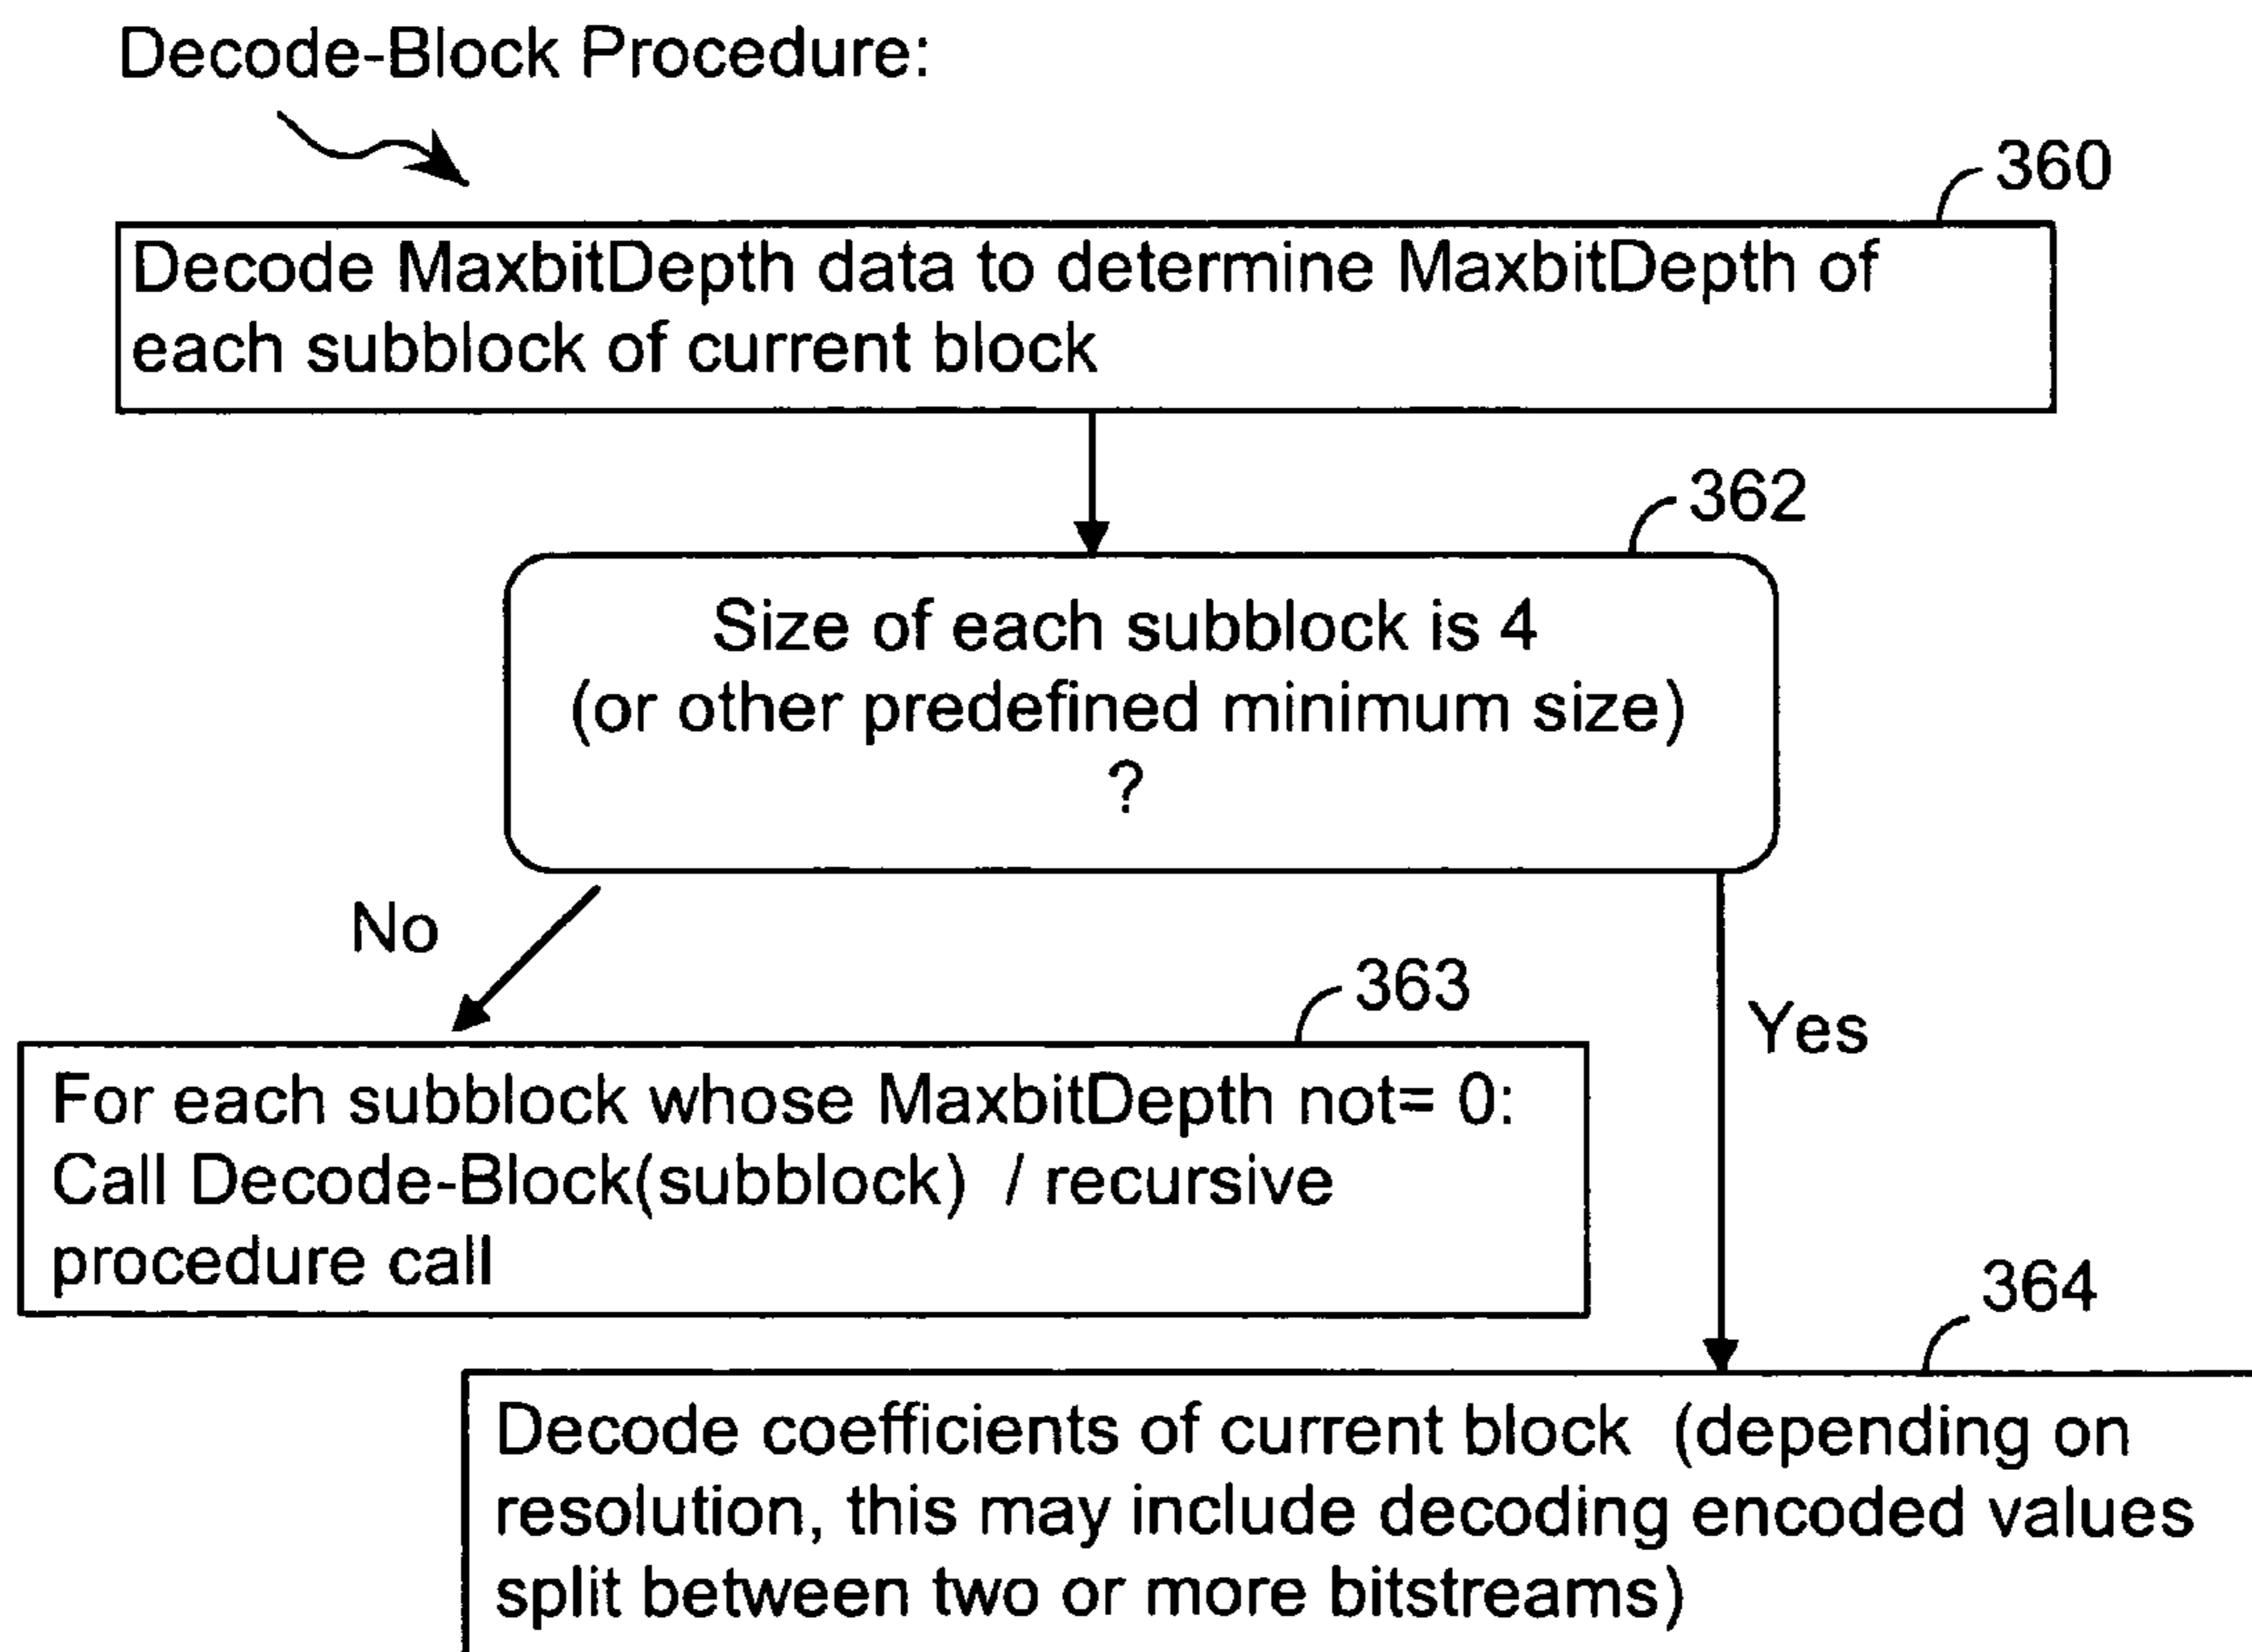 Decode-Block Procedure:
360
Decode MaxbitDepth data to determine MaxbitDepth of
each subblock of current block
362
Size of each subblock is 4
(or other predefined minimum size)
?
No
363
Yes
For each subblock whose MaxbitDepth not= 0:
Call Decode-Block(subblock) / recursive
procedure call
364
Decode coefficients of current block (depending on
resolution, this may include decoding encoded values
split between two or more bitstreams)